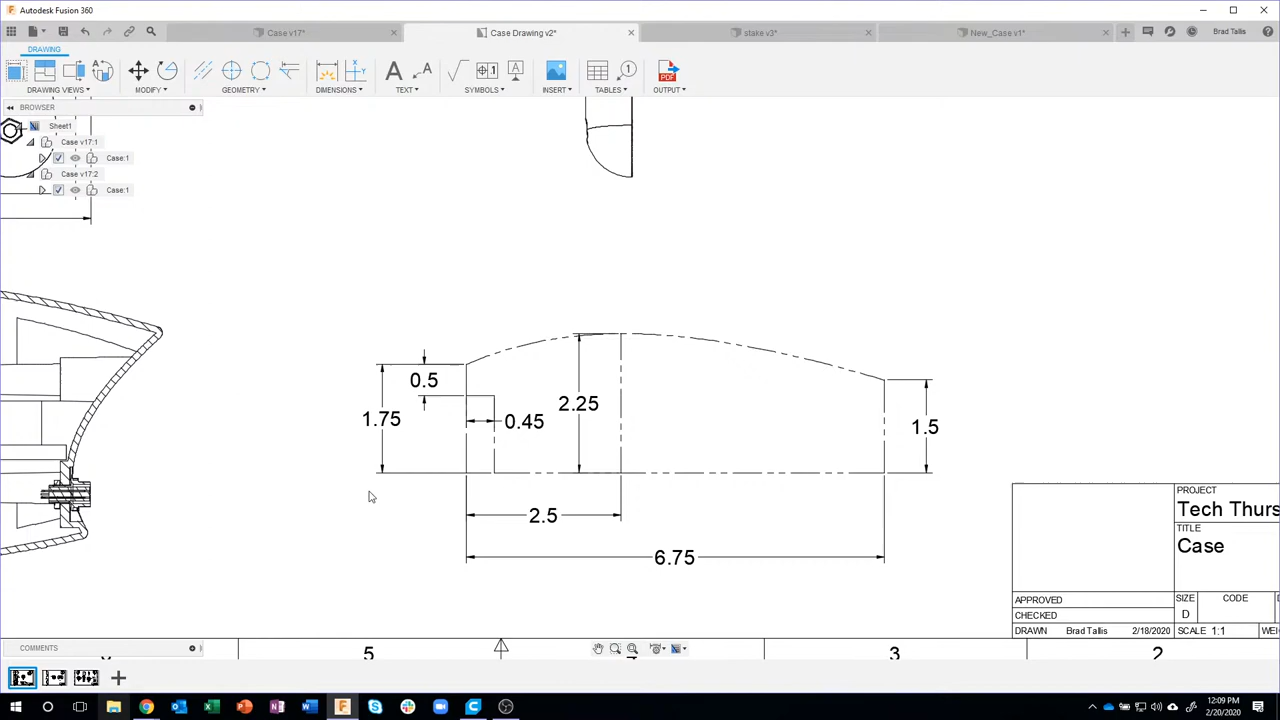 Autodesk Fusion 360
Case v17*
Case Drawing v2*
stake v3*
New_Case v1*
Brad Tallis
DRAWING
DRAWING VIEWS
MODIFY
GEOMETRY
DIMENSIONS
TEXT
SYMBOLS
INSERT
TABLES
OUTPUT
PDF
BROWSER
Sheet1
Case v17:1
Case:1
Case v17:2
Case:1
0.5
1.75
0.45
2.25
1.5
2.5
6.75
PROJECT
Tech Thurs
TITLE
Case
APPROVED
CHECKED
SIZE
CODE
D
DRAWN
Brad Tallis
2/18/2020
SCALE 1:1
COMMENTS
5
3
2
12:09 PM
2/20/2020